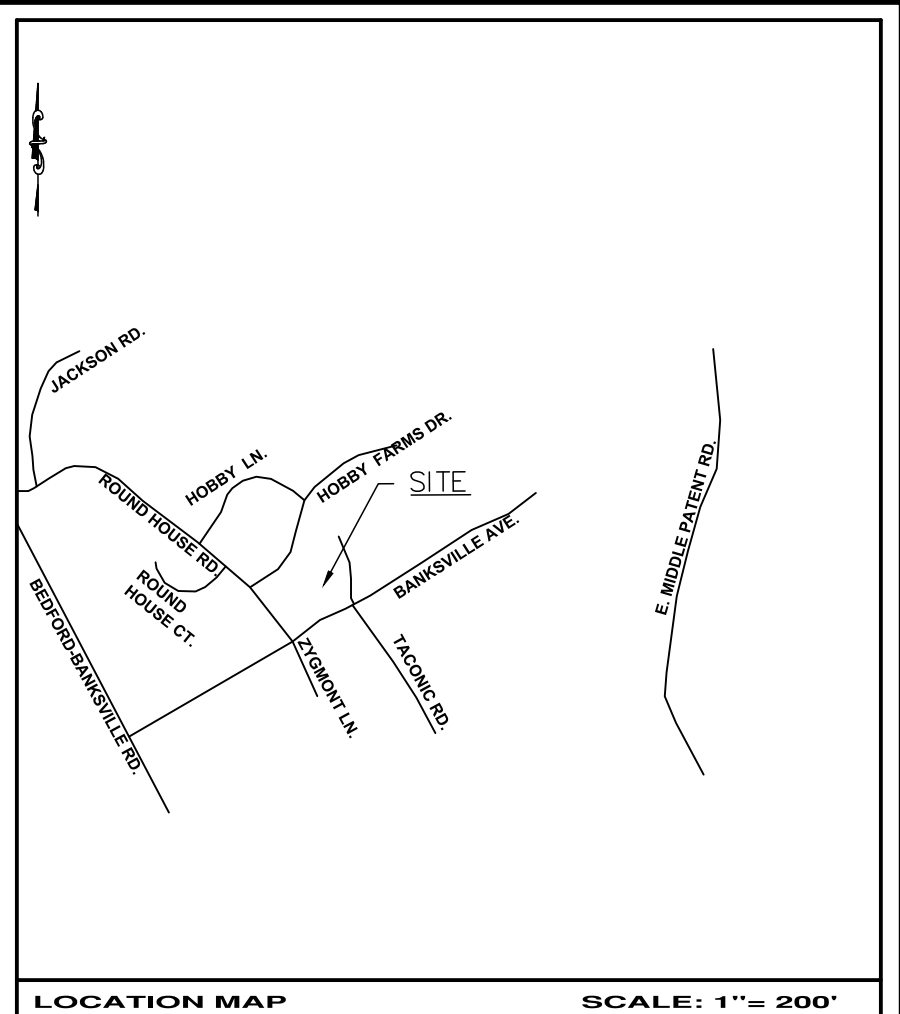 JACKSON RD.
HOBBY FARMS DR.
HOBBY LN.
SITE
ROUND HOUSE RD.
E. MIDDLE PATENT RD.
BANKSVILLE AVE.
ROUND
HOUSE CT.
BEDFORD-BANKSVILLE RD.
ZYGMONT LN.
TACONIC RD.
LOCATION MAP
SCALE: 1"= 200'